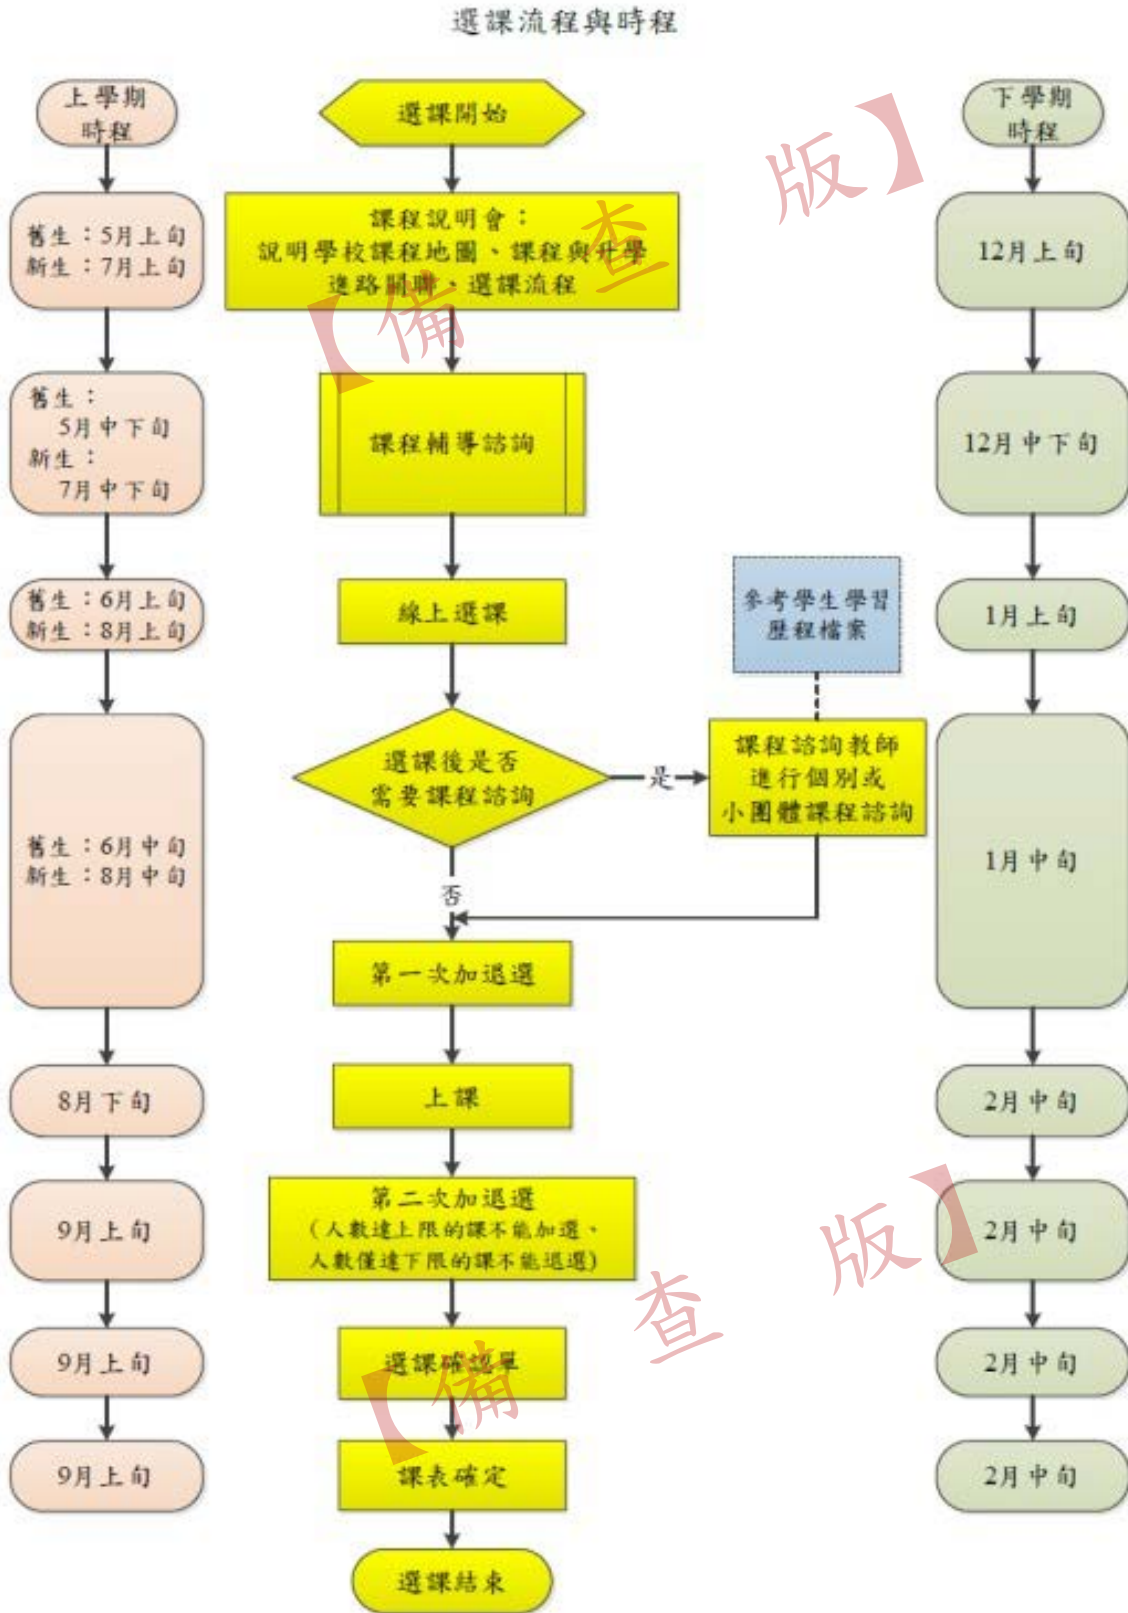 選課流程與時程
上學期
時程
舊生：5月上旬
新生：7月上旬
舊生：
5月中下旬
新生：
7月中下旬
舊生：6月上旬
新生：8月上旬
舊生：6月中旬
新生：8月中旬
8月下旬
9月上旬
9月上旬
9月上旬
選課開始
課程說明會：
說明學校課程地圖、課程與升學
進路關聯、選課流程
課程輔導諮詢
線上選課
選課後是否
需要課程諮詢
是
否
參考學生學習
歷程檔案
課程諮詢教師
進行個別或
小團體課程諮詢
第一次加退選
上課
第二次加退選
（人數達上限的課不能加選、
人數僅達下限的課不能退選)
選課確認單
課表確定
選課結束
下學期
時程
12月上旬
12月中下旬
1月上旬
1月中旬
2月中旬
2月中旬
2月中旬
2月中旬
【備查版】
【備查版】